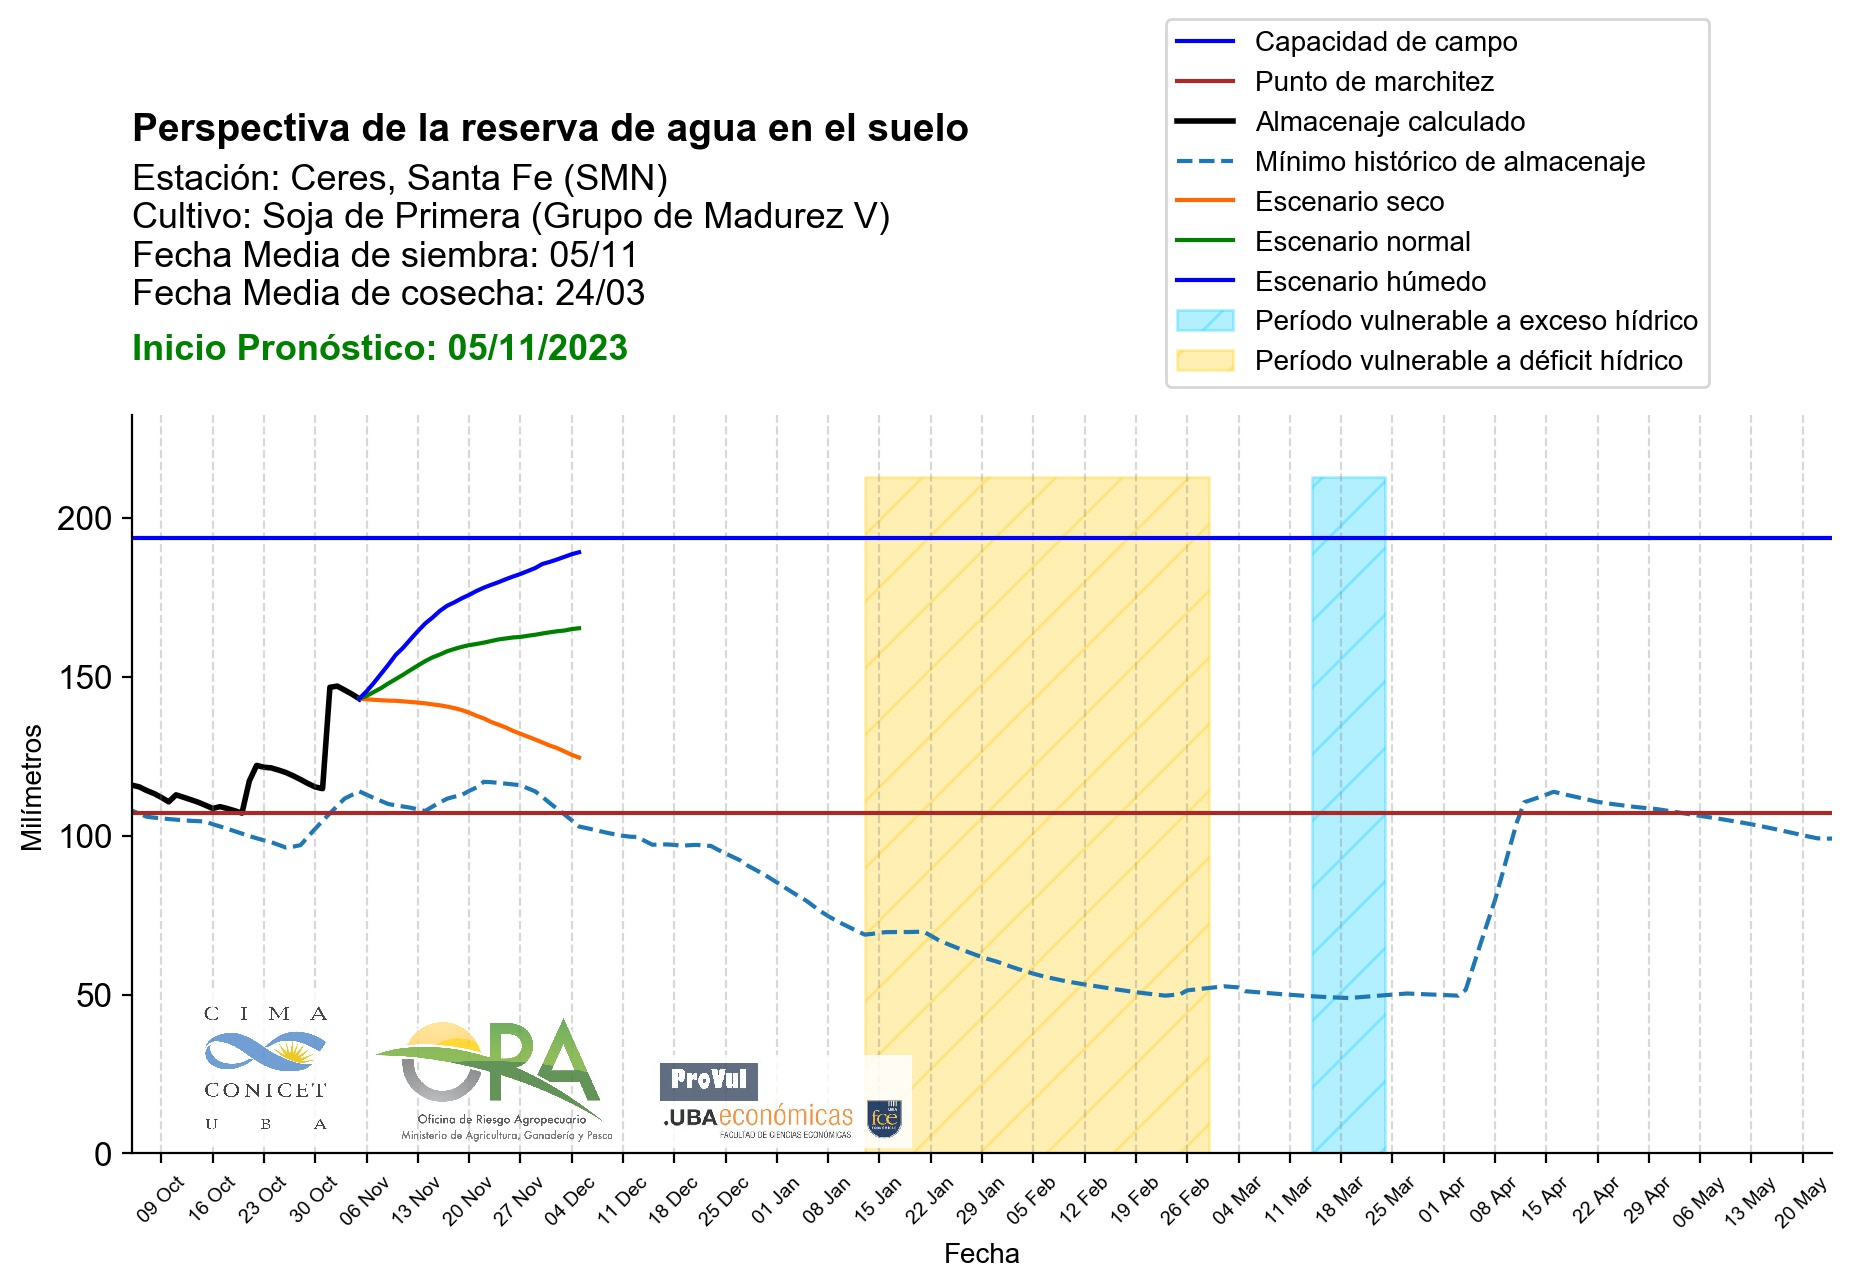 Capacidad de campo
Punto de marchitez
Almacenaje calculado
Mínimo histórico de almacenaje
Escenario seco
Escenario normal
Escenario húmedo
Período vulnerable a exceso hídrico
Período vulnerable a déficit hídrico
Perspectiva de la reserva de agua en el suelo
Estación: Ceres, Santa Fe (SMN)
Cultivo: Soja de Primera (Grupo de Madurez V)
Fecha Media de siembra: 05/11
Fecha Media de cosecha: 24/03
Inicio Pronóstico: 05/11/2023
Milímetros
200
150
100
50
0
C I M A
CONICET
U B A
ORA
Oficina de Riesgo Agropecuario
Ministerio de Agricultura, Ganadería y Pesca
ProVul
.UBAeconómicas
FACULTAD DE CIENCIAS ECONÓMICAS
fce
09 Oct
16 Oct
23 Oct
30 Oct
06 Nov
13 Nov
20 Nov
27 Nov
04 Dec
11 Dec
18 Dec
25 Dec
01 Jan
08 Jan
15 Jan
22 Jan
29 Jan
05 Feb
12 Feb
19 Feb
26 Feb
04 Mar
11 Mar
18 Mar
25 Mar
01 Apr
08 Apr
15 Apr
22 Apr
29 Apr
06 May
13 May
20 May
Fecha